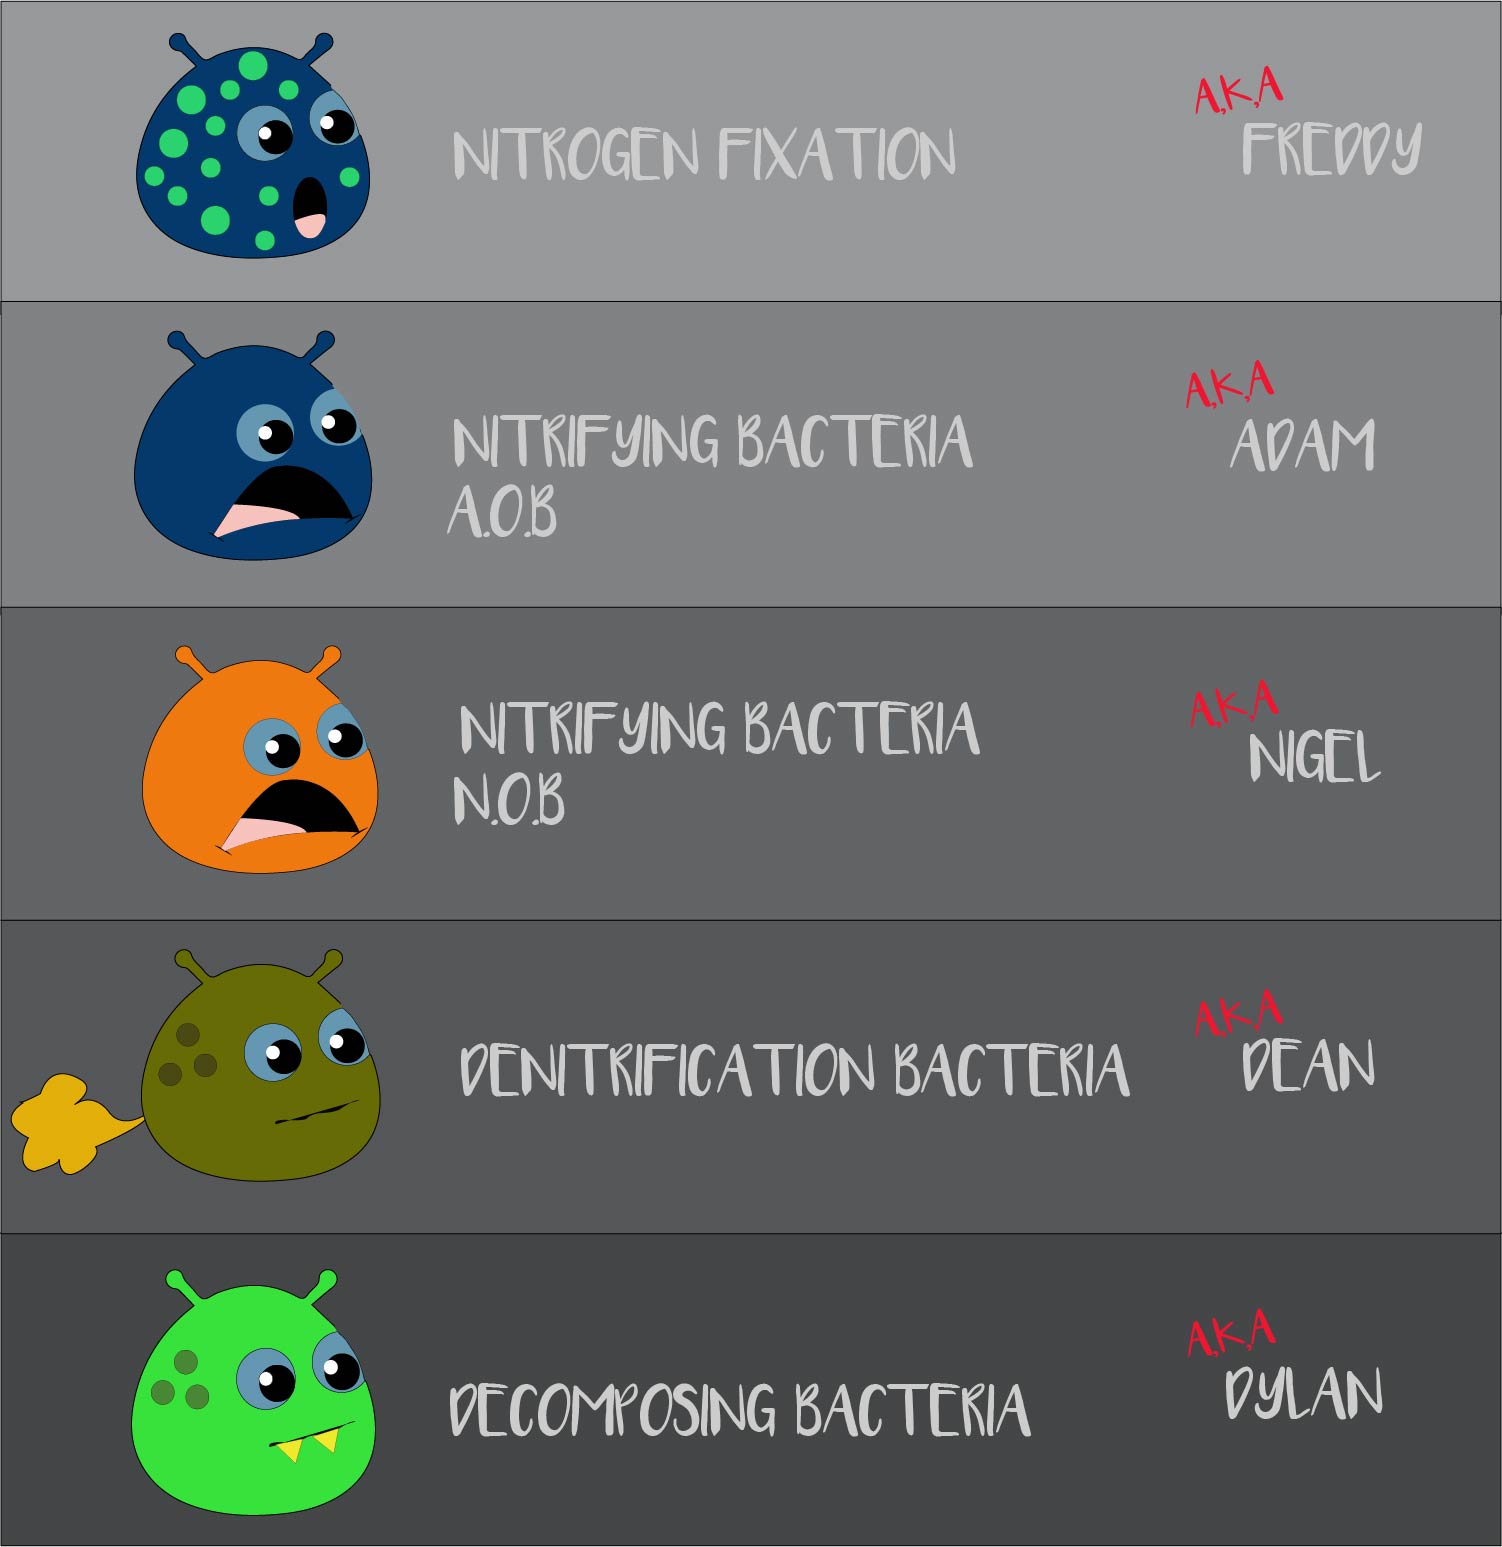 A,K,A
NITROGEN FIXATION FREDDY
A,K,A
NITRIFYING BACTERIA ADAM
A.O.B
A,K,A
NITRIFYING BACTERIA NIGEL
N.O.B
A,K,A
DENITRIFICATION BACTERIA DEAN
A,K,A
DECOMPOSING BACTERIA DYLAN